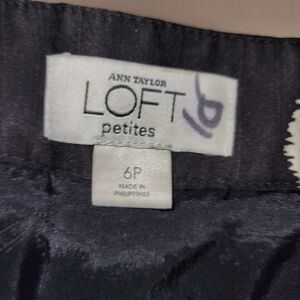 ANN TAYLOR
LOFT
petites
6P
MADE IN
PHILIPPINES